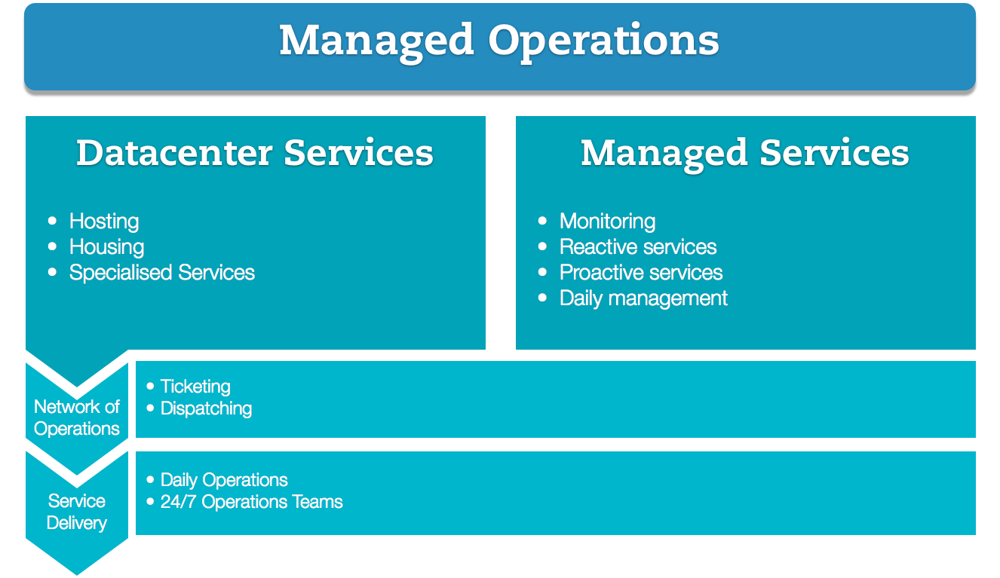 Managed Operations
Datacenter Services
• Hosting
• Housing
• Specialised Services
Managed Services
• Monitoring
• Reactive services
• Proactive services
• Daily management
Network of
Operations
• Ticketing
• Dispatching
Service
Delivery
• Daily Operations
• 24/7 Operations Teams